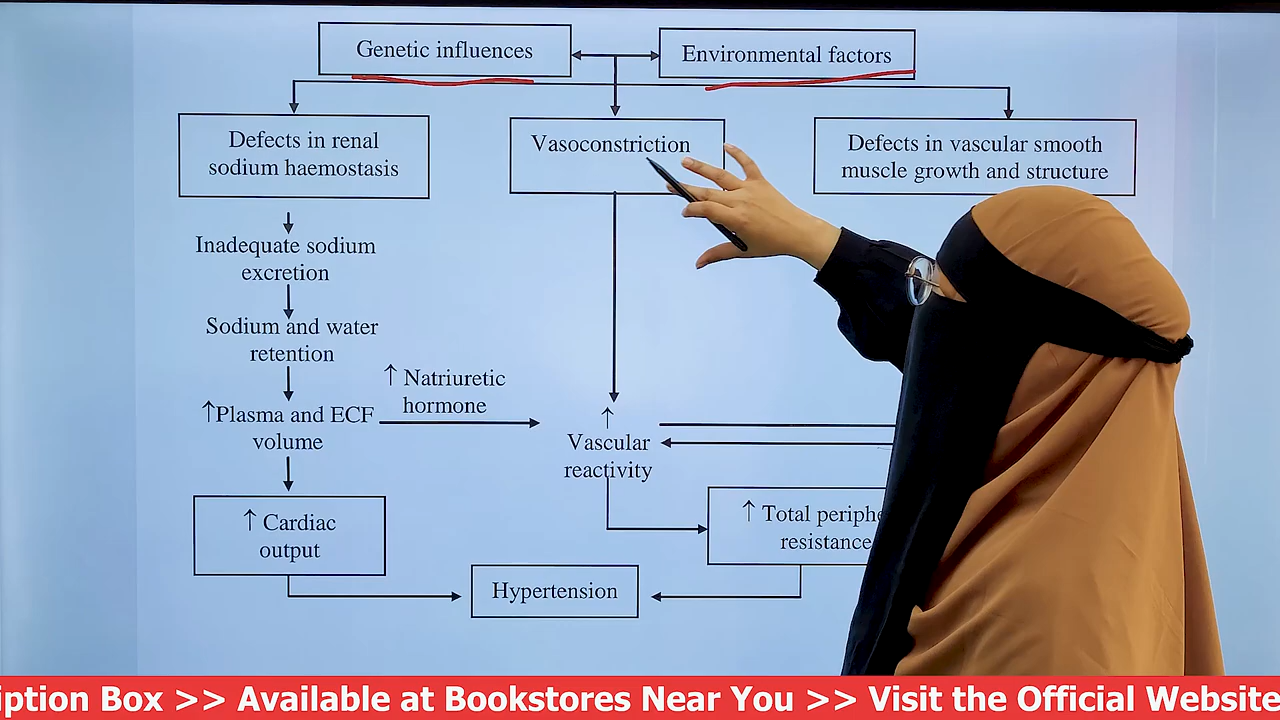 Genetic influences
Environmental factors
Defects in renal
sodium haemostasis
Vasoconstriction
Defects in vascular smooth
muscle growth and structure
Inadequate sodium
excretion
Sodium and water
retention
↑Plasma and ECF
volume
↑ Natriuretic
hormone
↑
Vascular
reactivity
↑ Cardiac
output
↑ Total
resistance
Hypertension
Box >> Available at Bookstores Near You >> Visit the Official Website